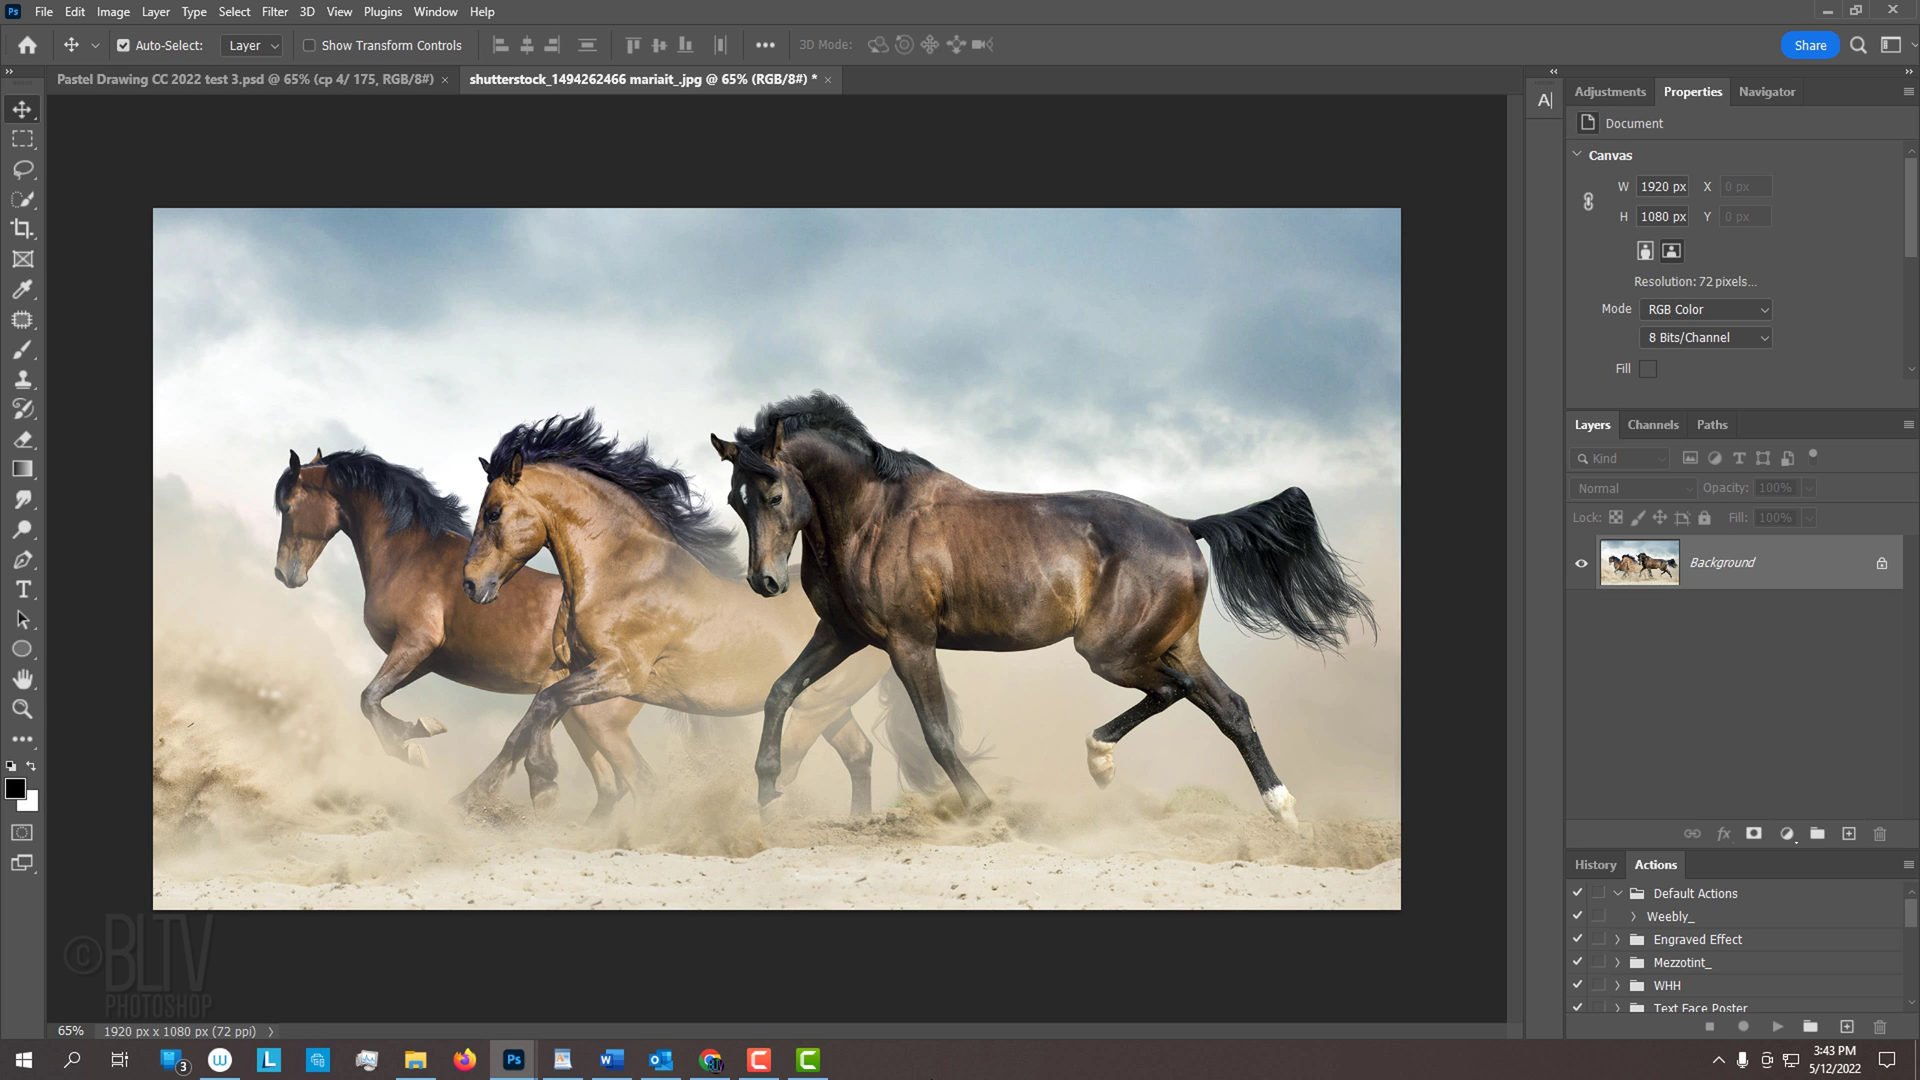 Ps File Edit Image Layer Type Select Filter 3D View Plugins Window Help
Auto-Select: Layer Show Transform Controls 3D Mode: Share
Pastel Drawing CC 2022 test 3.psd @ 65% (cp 4/ 175, RGB/8#) × shutterstock_1494262466 mariait_.jpg @ 65% (RGB/8#) * ×
A
Adjustments Properties Navigator
Document
Canvas
W 1920 px X 0 px
H 1080 px Y 0 px
Resolution: 72 pixels...
Mode RGB Color
8 Bits/Channel
Fill
Layers Channels Paths
Kind
Normal Opacity: 100%
Lock: Fill: 100%
Background
fx
History Actions
Default Actions
Weebly_
Engraved Effect
Mezzotint_
WHH
Text Face Poster
©BLTV
PHOTOSHOP
65% 1920 px x 1080 px (72 ppi)
3 W L Ps W O C C
3:43 PM
5/12/2022